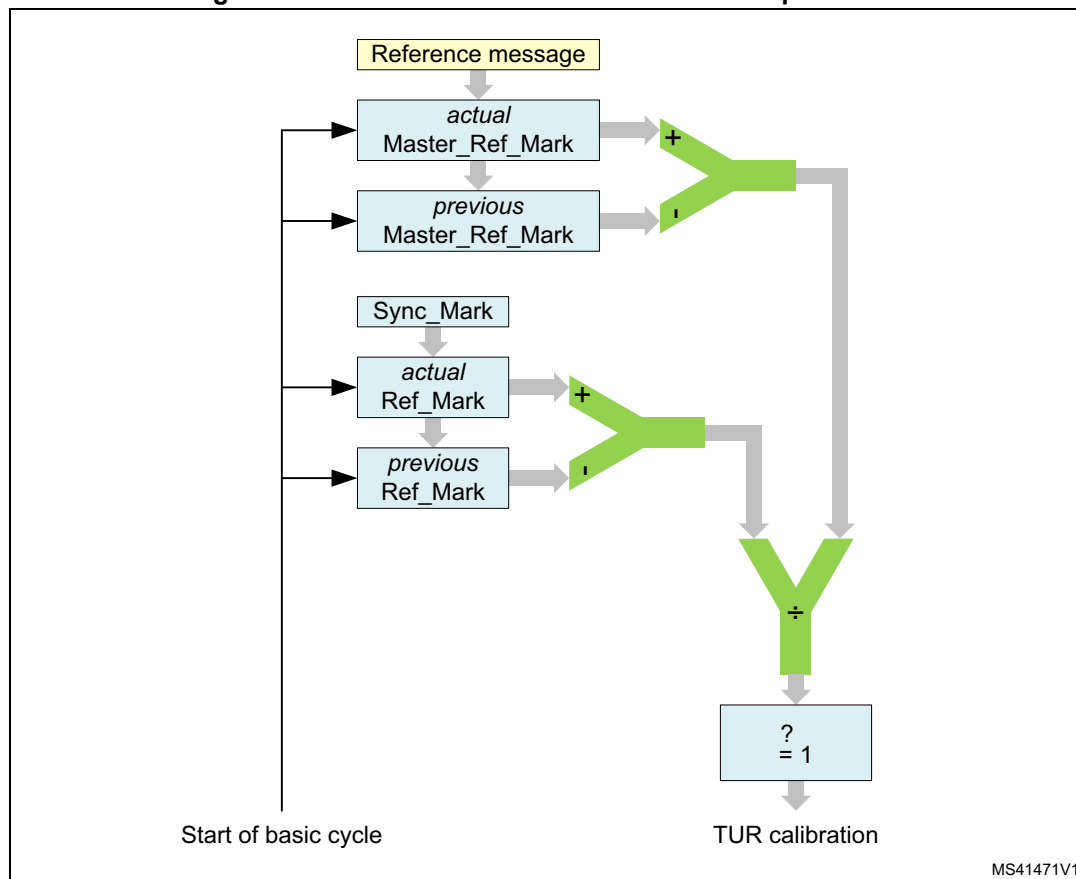 Reference message
actual
Master_Ref_Mark
+
previous
Master_Ref_Mark
-
Sync_Mark
actual
Ref_Mark
+
previous
Ref_Mark
-
÷
?
= 1
Start of basic cycle
TUR calibration
MS41471V1